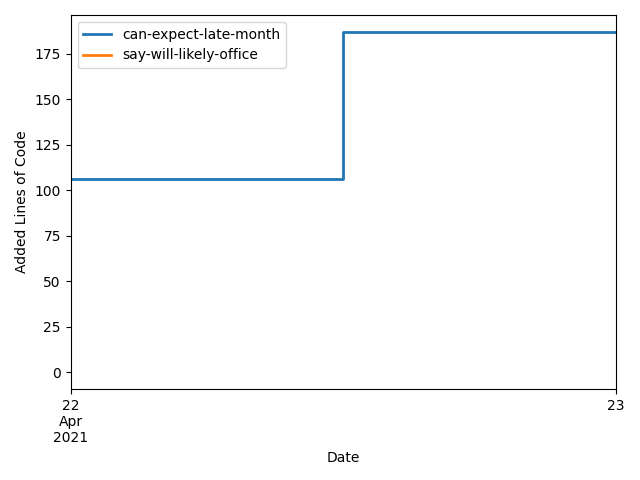 can-expect-late-month
say-will-likely-office
Added Lines of Code
175
150
125
100
75
50
25
0
22
Apr
2021
23
Date